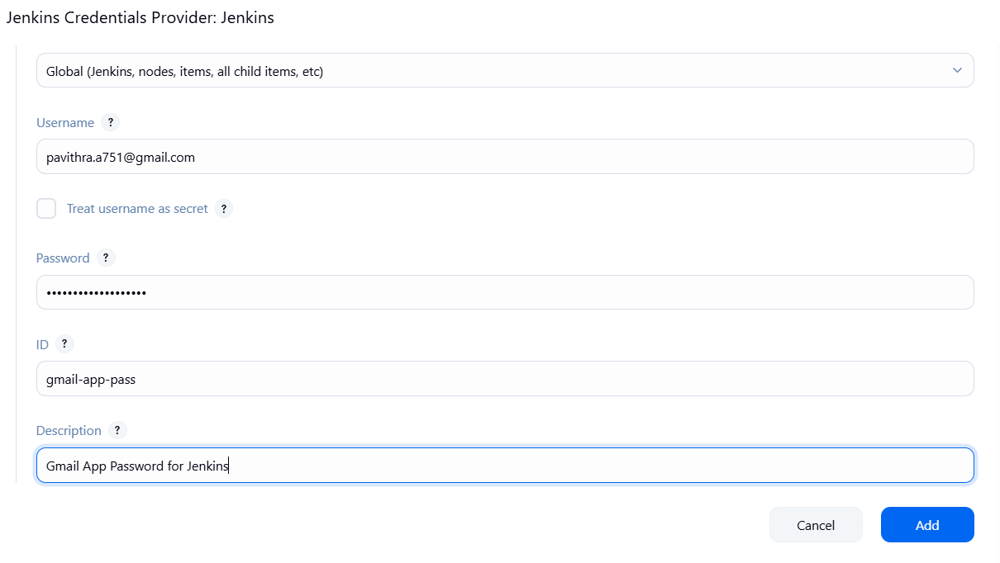 Jenkins Credentials Provider: Jenkins
Global (Jenkins, nodes, items, all child items, etc)
Username ?
pavithra.a751@gmail.com
Treat username as secret ?
Password ?
•••••••••••••••••••
ID ?
gmail-app-pass
Description ?
Gmail App Password for Jenkins
Cancel Add